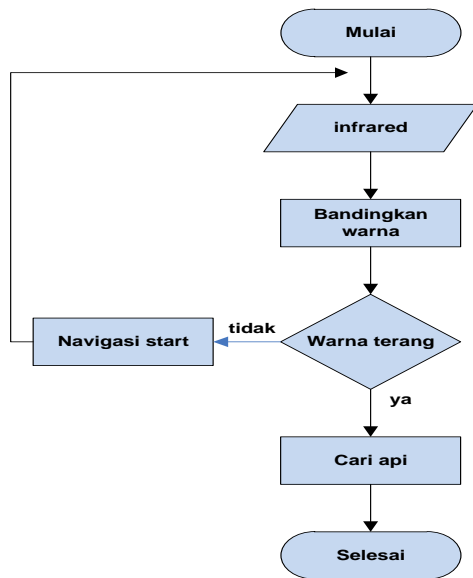 Mulai
infrared
Bandingkan
warna
Warna terang
tidak
Navigasi start
ya
Cari api
Selesai